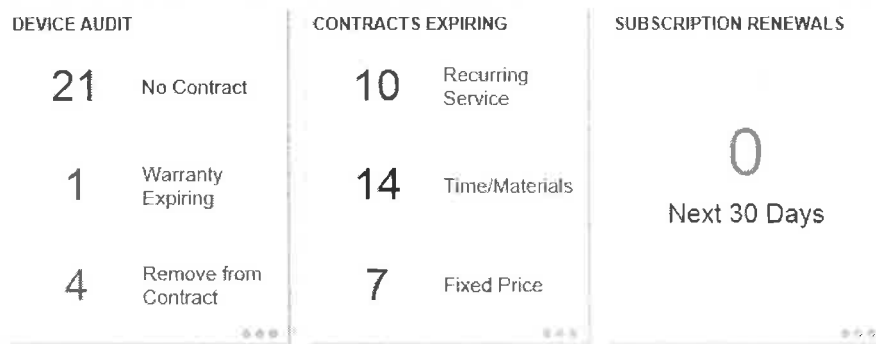 DEVICE AUDIT
21 No Contract
1 Warranty
Expiring
4 Remove from
Contract
CONTRACTS EXPIRING
10 Recurring
Service
14 Time/Materials
7 Fixed Price
SUBSCRIPTION RENEWALS
0
Next 30 Days